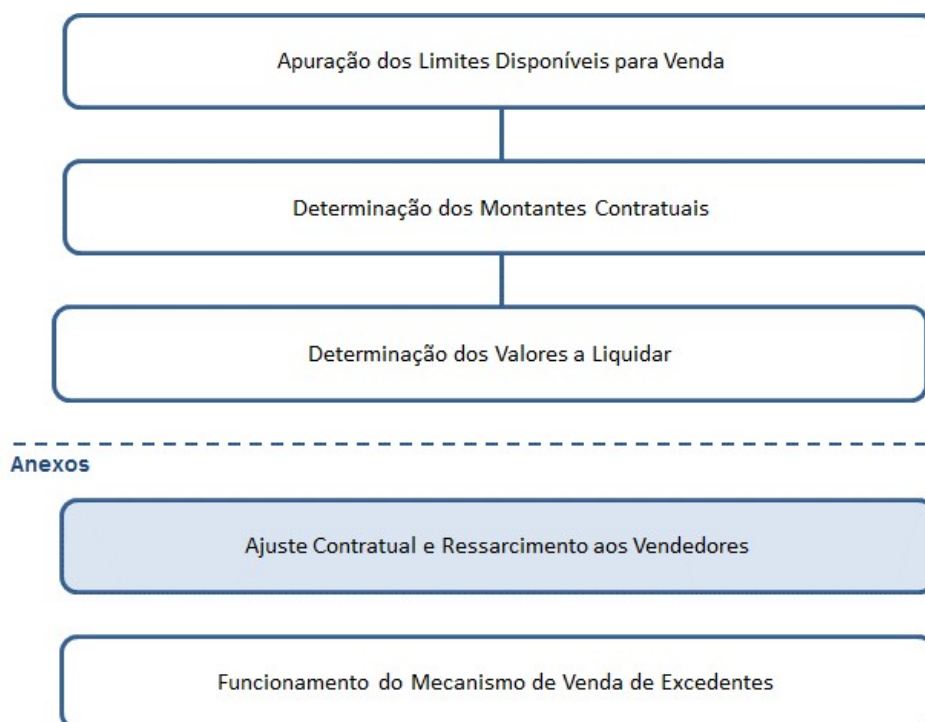 Apuração dos Limites Disponíveis para Venda
Determinação dos Montantes Contratuais
Determinação dos Valores a Liquidar
Anexos
Ajuste Contratual e Ressarcimento aos Vendedores
Funcionamento do Mecanismo de Venda de Excedentes